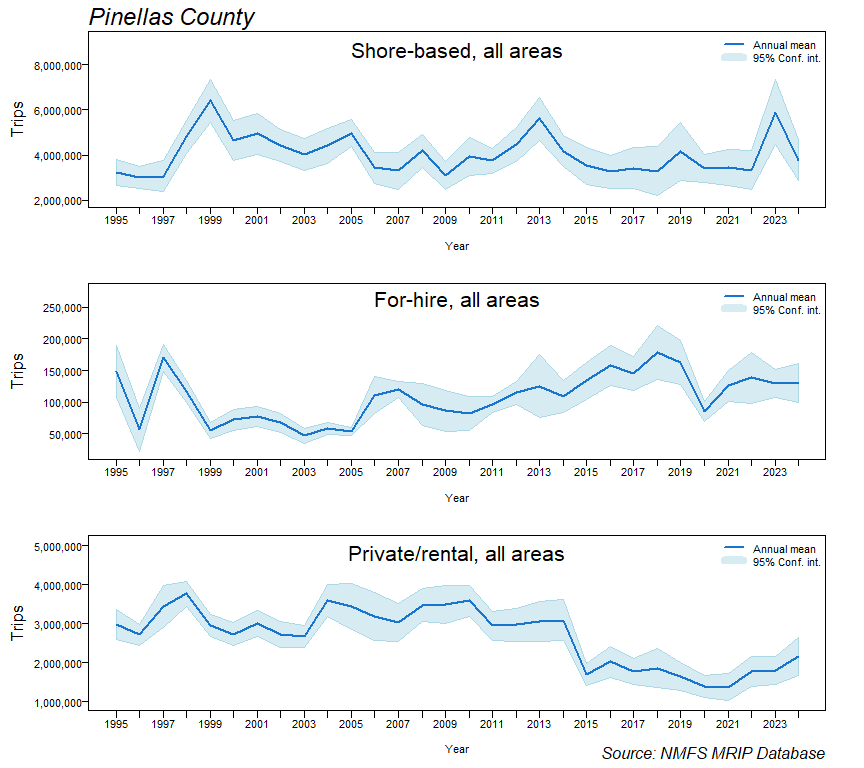 Pinellas County
Shore-based, all areas
Annual mean
95% Conf. int.
8,000,000
6,000,000
4,000,000
2,000,000
Trips
1995 1997 1999 2001 2003 2005 2007 2009 2011 2013 2015 2017 2019 2021 2023
Year
For-hire, all areas
Annual mean
95% Conf. int.
250,000
200,000
150,000
100,000
50,000
Trips
1995 1997 1999 2001 2003 2005 2007 2009 2011 2013 2015 2017 2019 2021 2023
Year
Private/rental, all areas
Annual mean
95% Conf. int.
5,000,000
4,000,000
3,000,000
2,000,000
1,000,000
Trips
1995 1997 1999 2001 2003 2005 2007 2009 2011 2013 2015 2017 2019 2021 2023
Year
Source: NMFS MRIP Database